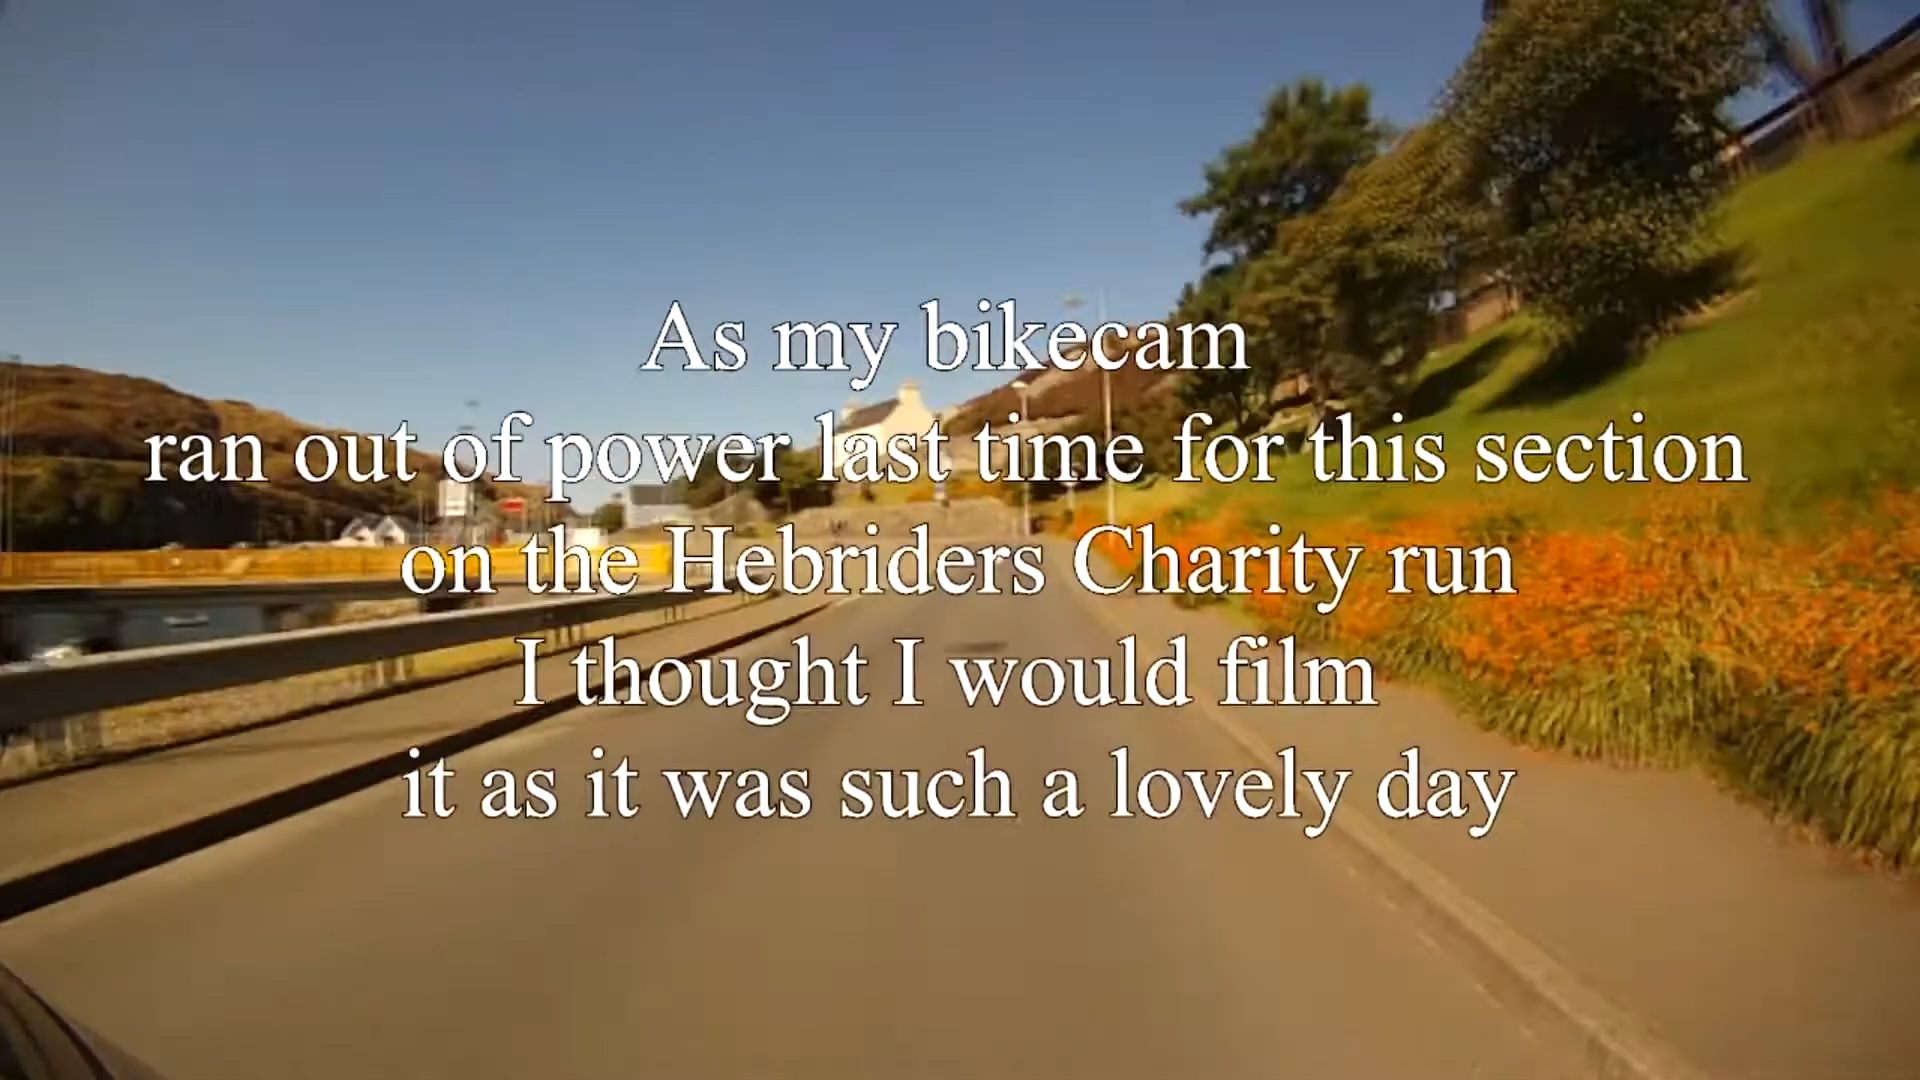 As my bikecam
ran out of power last time for this section
on the Hebriders Charity run
I thought I would film
it as it was such a lovely day